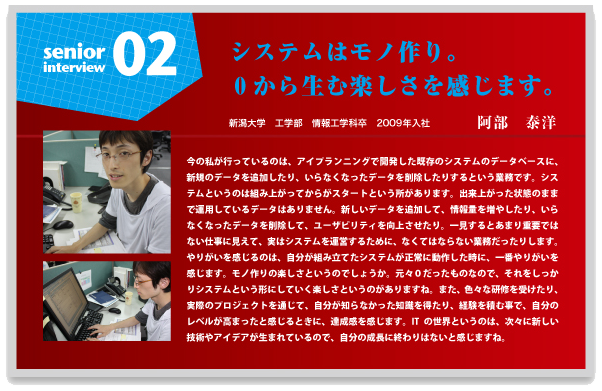 senior
interview
02
システムはモノ作り。
0から生む楽しさを感じます。
新潟大学　工学部　情報工学科卒　2009年入社
阿部　泰洋
今の私が行っているのは、アイプランニングで開発した既存のシステムのデータベースに、
新規のデータを追加したり、いらなくなったデータを削除したりするという業務です。シス
テムというのは組み上がってからがスタートという所があります。出来上がった状態のまま
で運用しているデータはありません。新しいデータを追加して、情報量を増やしたり、いら
なくなったデータを削除して、ユーザビリティを向上させたり。一見するとあまり重要では
ない仕事に見えて、実はシステムを運営するために、なくてはならない業務だったりします。
やりがいを感じるのは、自分が組み立てたシステムが正常に動作した時に、一番やりがいを
感じます。モノ作りの楽しさというのでしょうか。元々0だったものなので、それをしっか
りシステムという形にしていく楽しさというのがありますね。また、色々な研修を受けたり、
実際のプロジェクトを通じて、自分が知らなかった知識を得たり、経験を積む事で、自分の
レベルが高まったと感じるときに、達成感を感じます。IT の世界というのは、次々に新しい
技術やアイデアが生まれているので、自分の成長に終わりはないと感じますね。